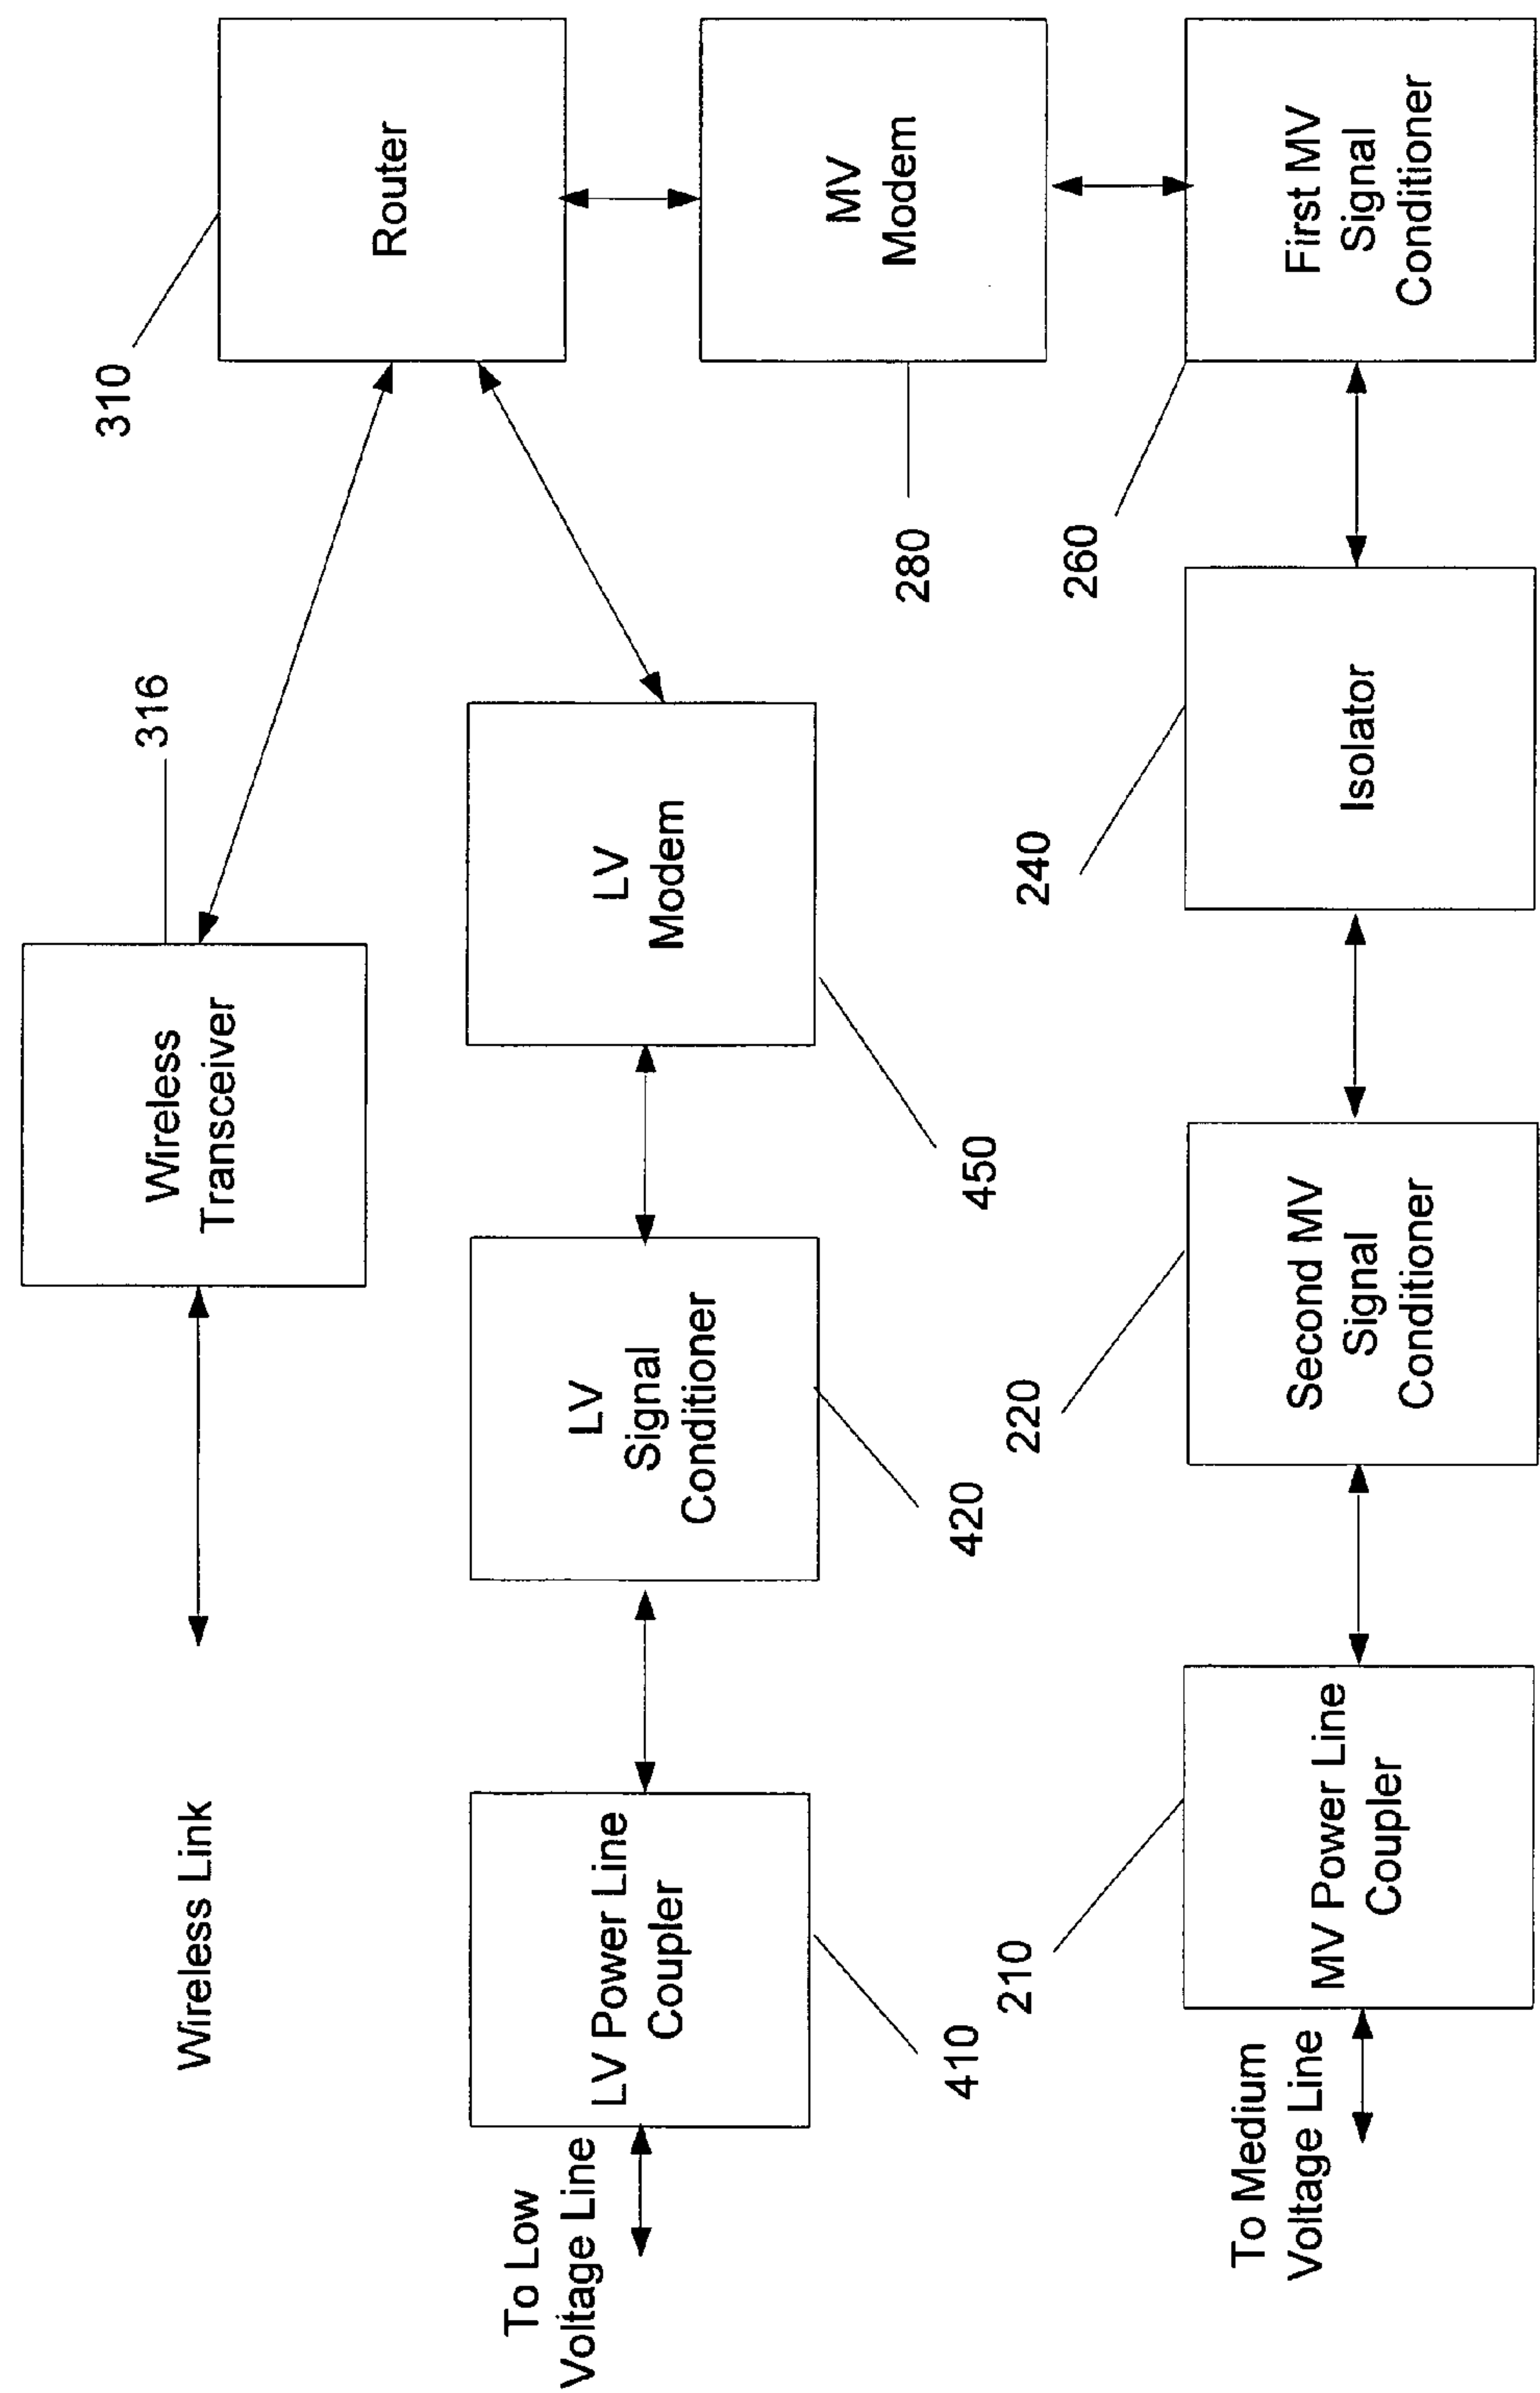 310
Router
316
Wireless
Transceiver
Wireless Link
MV
Modem
280
LV
Modem
450
LV
Signal
Conditioner
420
LV Power Line
Coupler
410
To Low
Voltage Line
First MV
Signal
Conditioner
260
Isolator
240
Second MV
Signal
Conditioner
220
MV Power Line
Coupler
210
To Medium
Voltage Line